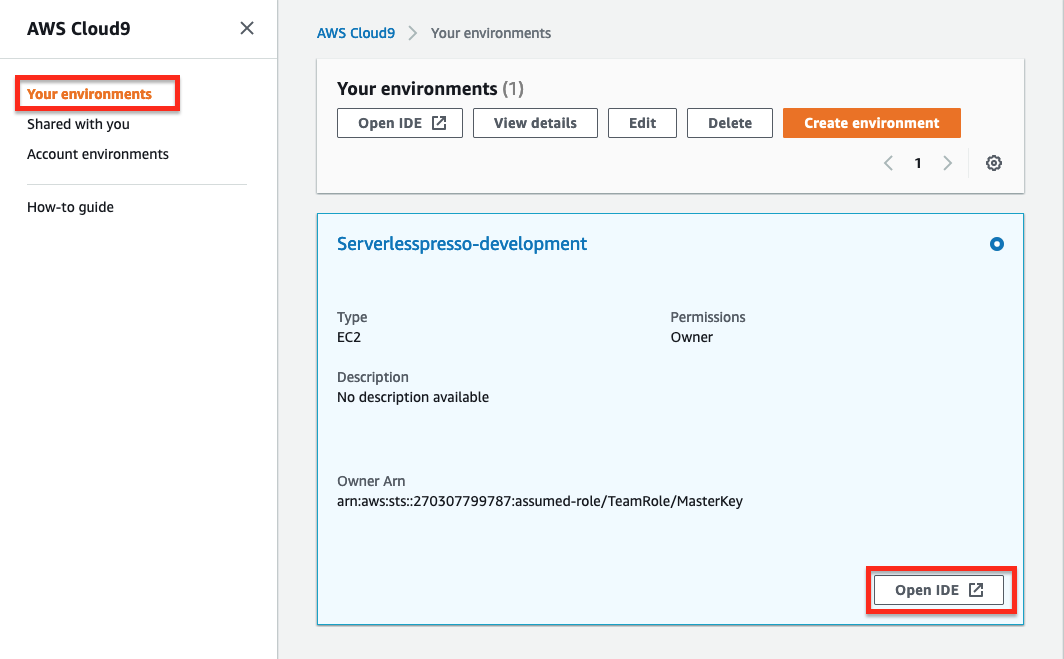 AWS Cloud9
Your environments
Shared with you
Account environments
How-to guide
AWS Cloud9 > Your environments
Your environments (1)
Open IDE View details Edit Delete Create environment
1
Serverlesspresso-development
Type Permissions
EC2 Owner
Description
No description available
Owner Arn
arn:aws:sts::270307799787:assumed-role/TeamRole/MasterKey
Open IDE